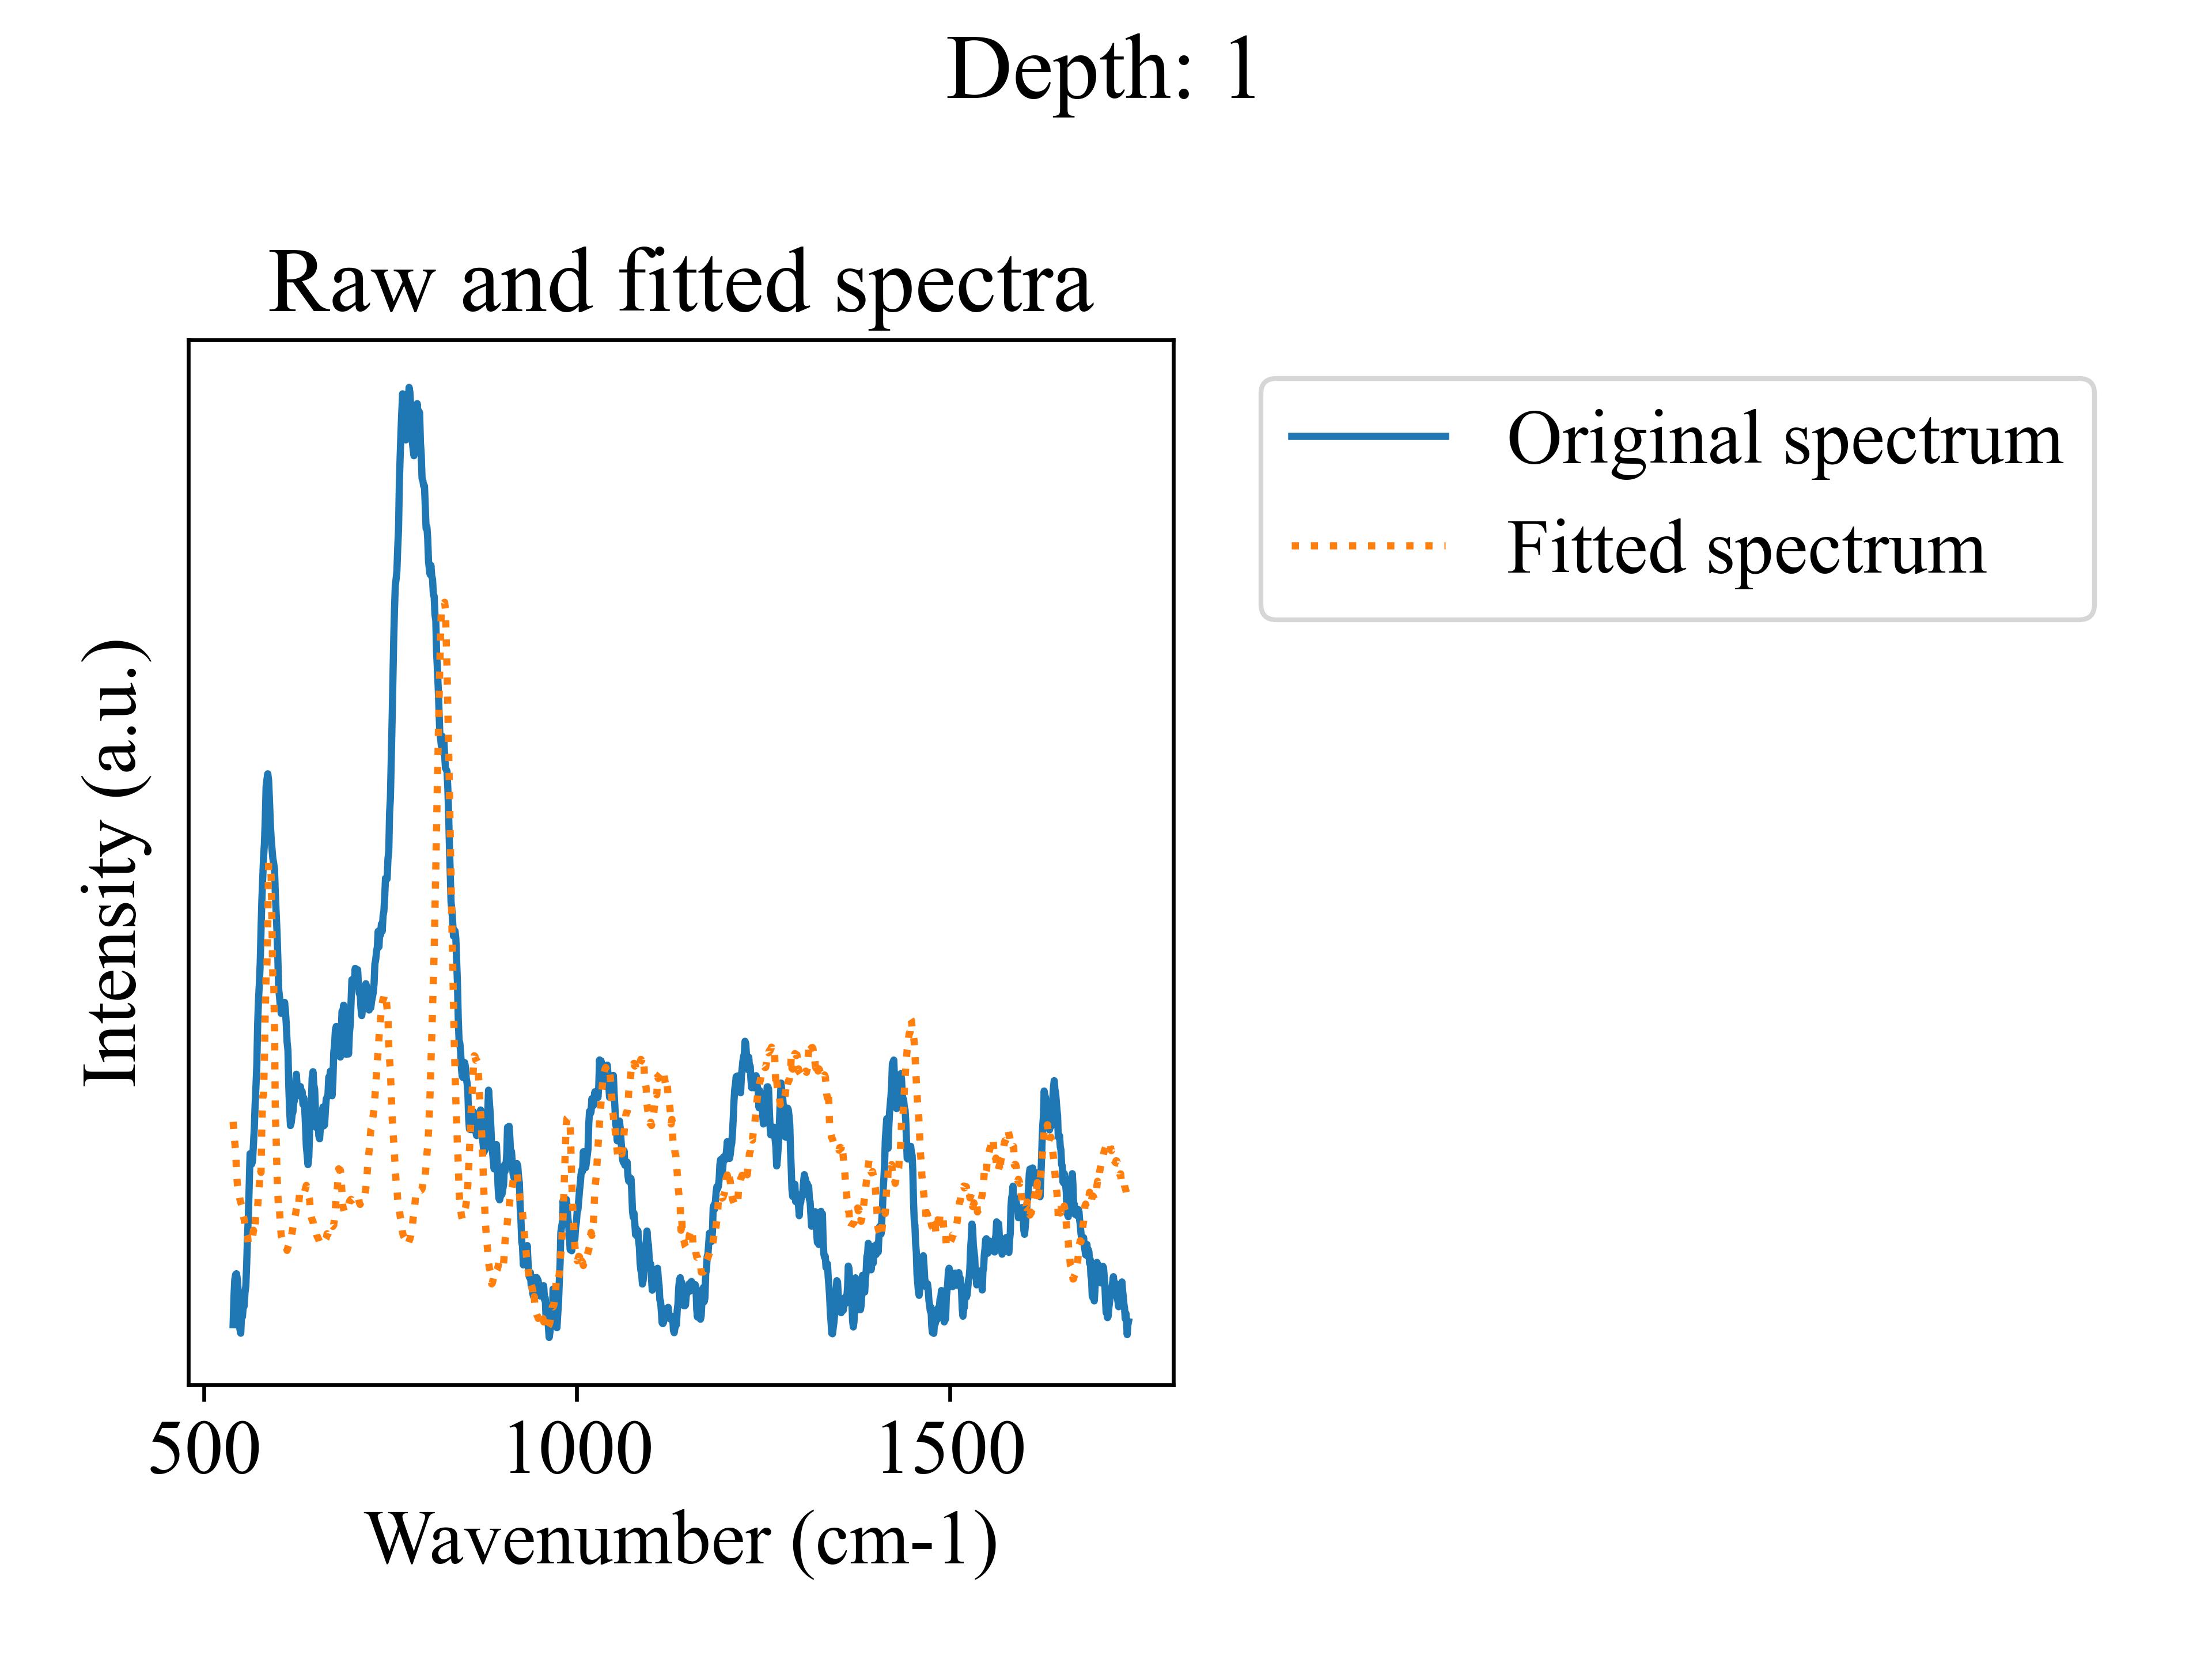 Depth: 1
Raw and fitted spectra
Original spectrum
Fitted spectrum
Intensity (a.u.)
500 1000 1500
Wavenumber (cm-1)